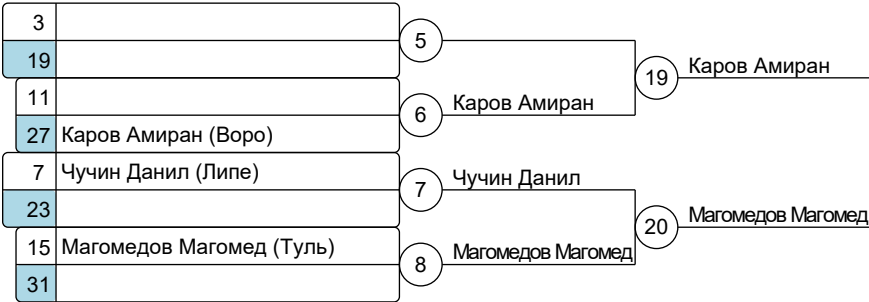 3
19
5
11
27 Каров Амиран (Воро)
6 Каров Амиран
19 Каров Амиран
7 Чучин Данил (Липе)
23
7 Чучин Данил
15 Магомедов Магомед (Туль)
31
8 Магомедов Магомед
20 Магомедов Магомед